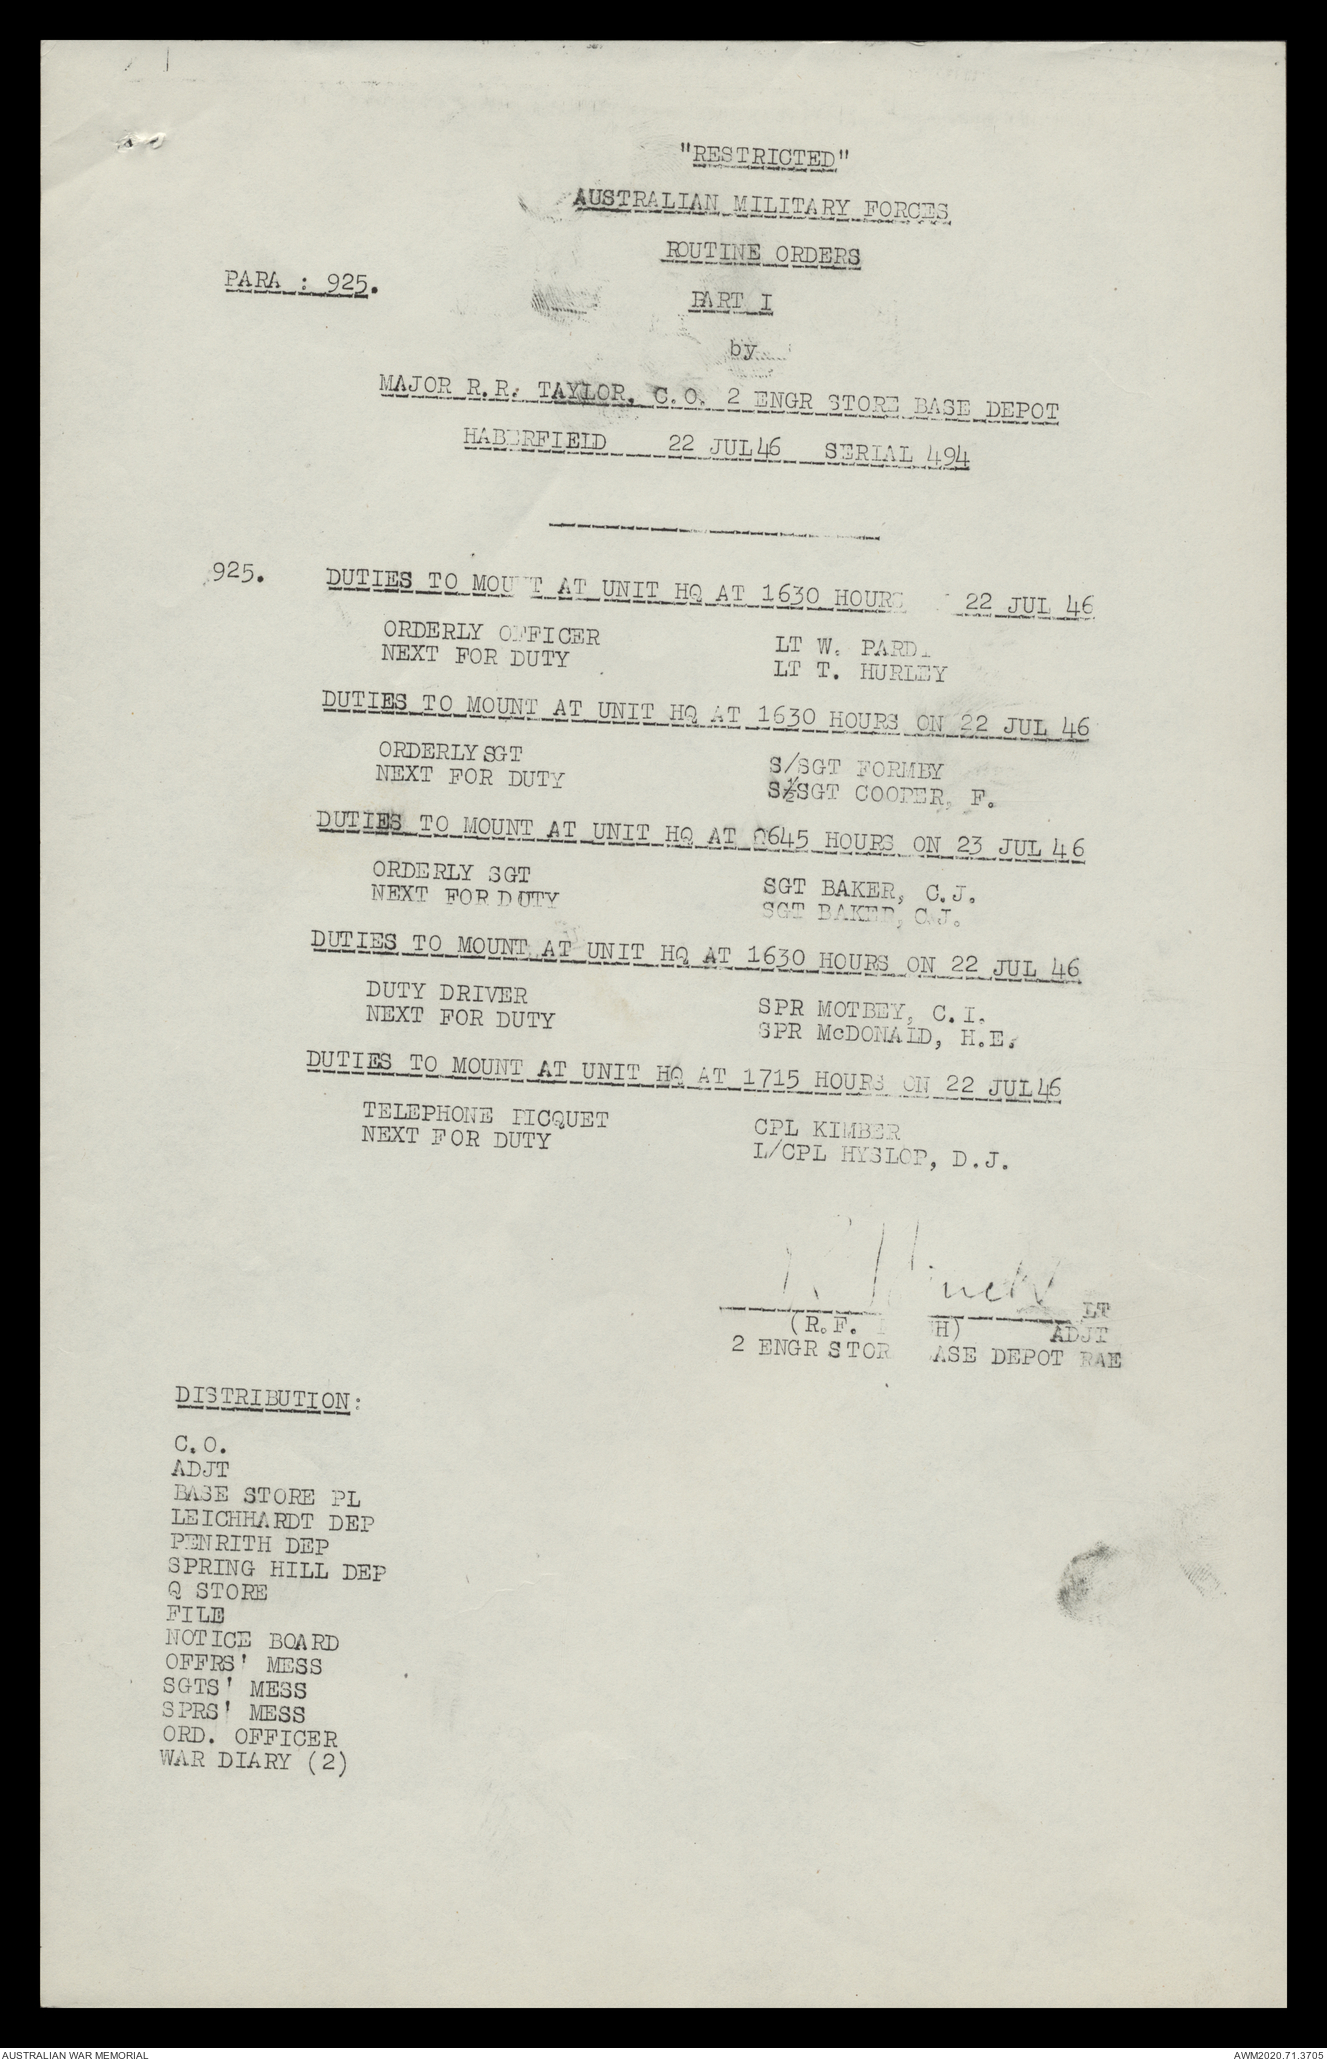 "RESTRICTED"
AUSTRALIAN MILITARY FORCES
ROUTINE ORDERS
PARA : 925.
PART I
by
MAJOR R.R. TAYLOR, C.O. 2 ENGR STORE BASE DEPOT
HABERFIELD 22 JUL 46 SERIAL 494
925. DUTIES TO MOUNT AT UNIT HQ AT 1630 HOURS 22 JUL 46
ORDERLY OFFICER LT W.
NEXT FOR DUTY LT T. HURLEY
DUTIES TO MOUNT AT UNIT HQ AT 1630 HOURS ON 22 JUL 46
ORDERLY SGT S/SGT FORMBY
NEXT FOR DUTY S/SGT COOPER, F.
DUTIES TO MOUNT AT UNIT HQ AT 0645 HOURS ON 23 JUL 46
ORDERLY SGT SGT BAKER, C.J.
NEXT FOR DUTY SGT BAKER, C.J.
DUTIES TO MOUNT AT UNIT HQ AT 1630 HOURS ON 22 JUL 46
DUTY DRIVER SPR MOTBEY, C.I.
NEXT FOR DUTY SPR McDONALD, H.E.
DUTIES TO MOUNT AT UNIT HQ AT 1715 HOURS ON 22 JUL 46
TELEPHONE PICQUET CPL KIMBER
NEXT FOR DUTY L/CPL HYSLOP, D.J.
LT
(R.F. H) ADJT
2 ENGR STORE BASE DEPOT RAE
DISTRIBUTION:
C.O.
ADJT
BASE STORE PL
LEICHHARDT DEP
PENRITH DEP
SPRING HILL DEP
Q STORE
FILE
NOTICE BOARD
OFFRS' MESS
SGTS' MESS
SPRS' MESS
ORD. OFFICER
WAR DIARY (2)
AUSTRALIAN WAR MEMORIAL AWM2020.71.3705